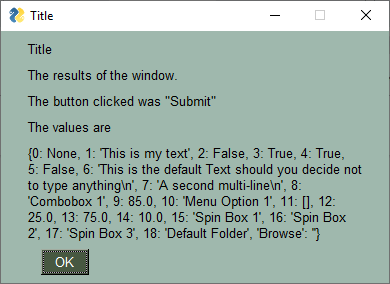 Title
Title
The results of the window.
The button clicked was "Submit"
The values are
{0: None, 1: 'This is my text', 2: False, 3: True, 4: True,
5: False, 6: 'This is the default Text should you decide not
to type anything\n', 7: 'A second multi-line\n', 8:
'Combobox 1', 9: 85.0, 10: 'Menu Option 1', 11: [], 12:
25.0, 13: 75.0, 14: 10.0, 15: 'Spin Box 1', 16: 'Spin Box
2', 17: 'Spin Box 3', 18: 'Default Folder', 'Browse': ''}
OK